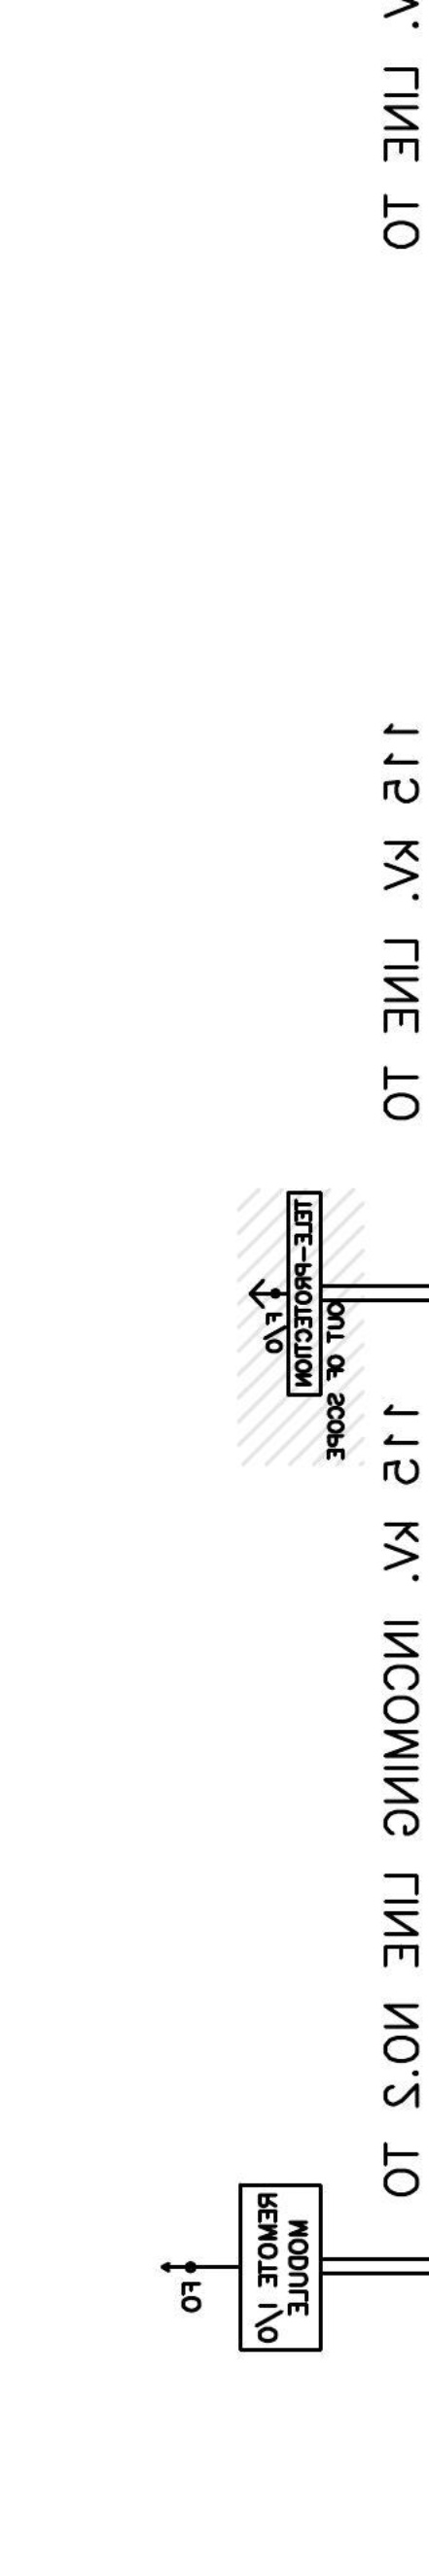 V. LINE TO
115 KV. LINE TO
TELE-PROTECTION
F/O
OUT OF SCOPE
115 KV. INCOMING LINE NO.2 TO
REMOTE I/O
MODULE
FO